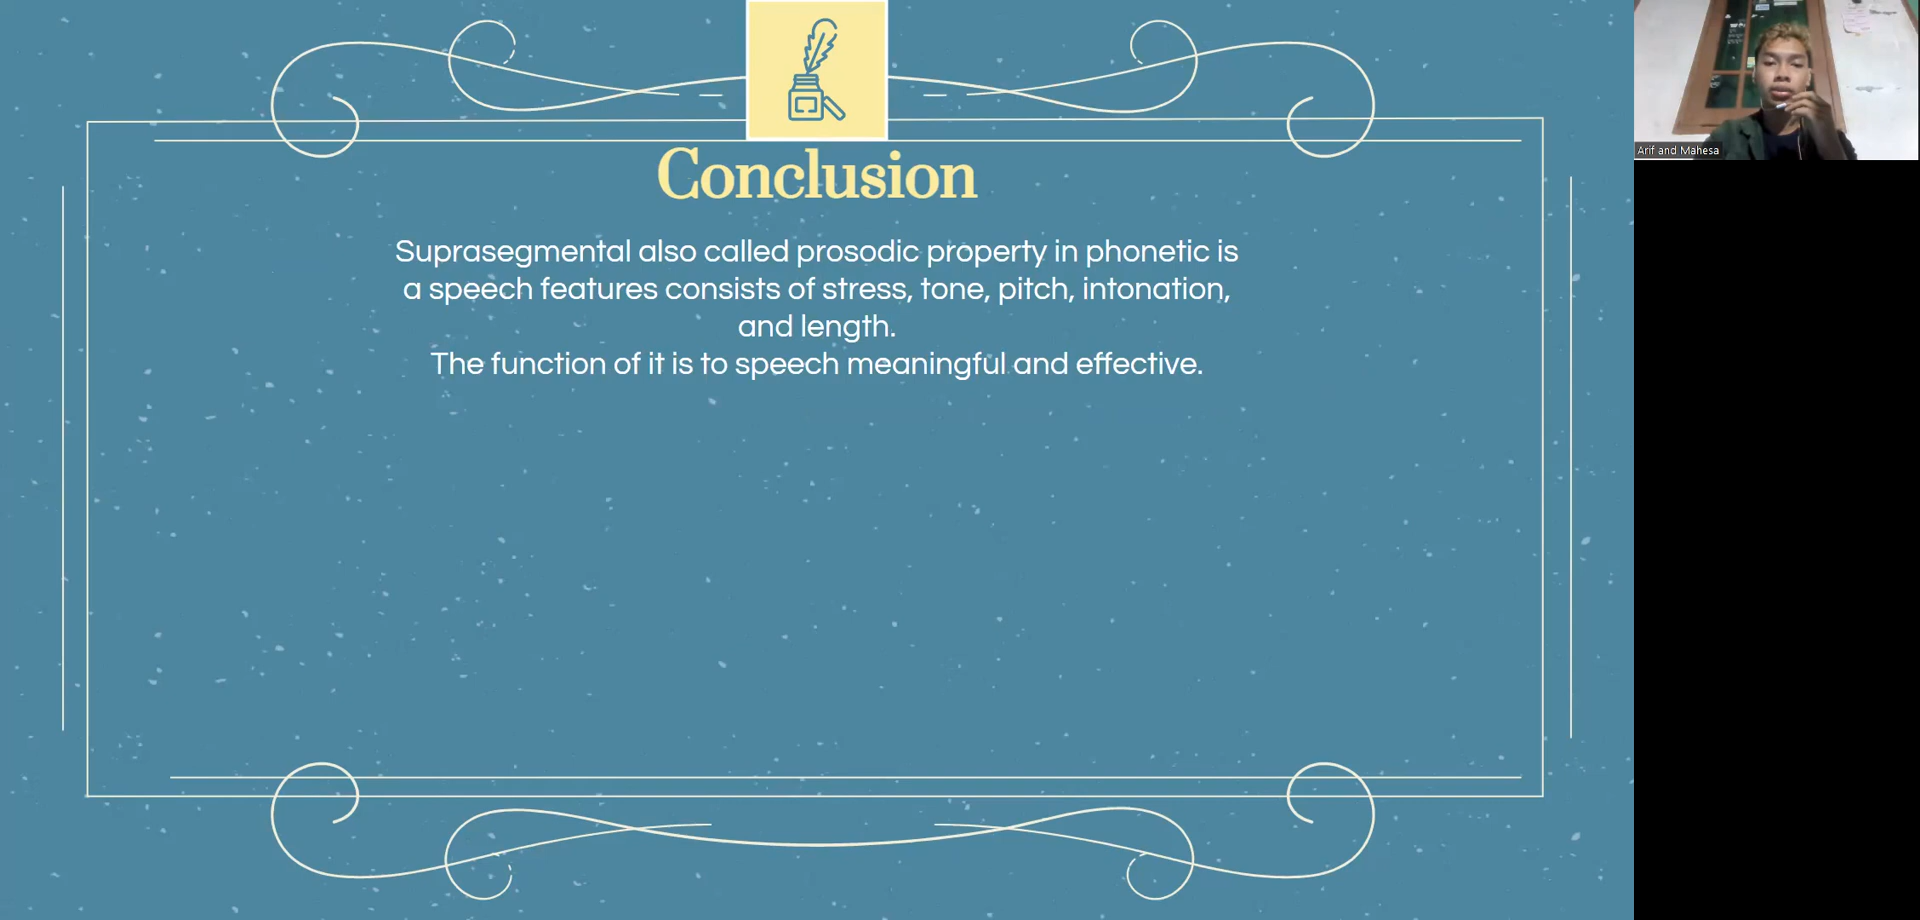 Conclusion
Suprasegmental also called prosodic property in phonetic is
a speech features consists of stress, tone, pitch, intonation,
and length.
The function of it is to speech meaningful and effective.
Arif and Mahesa